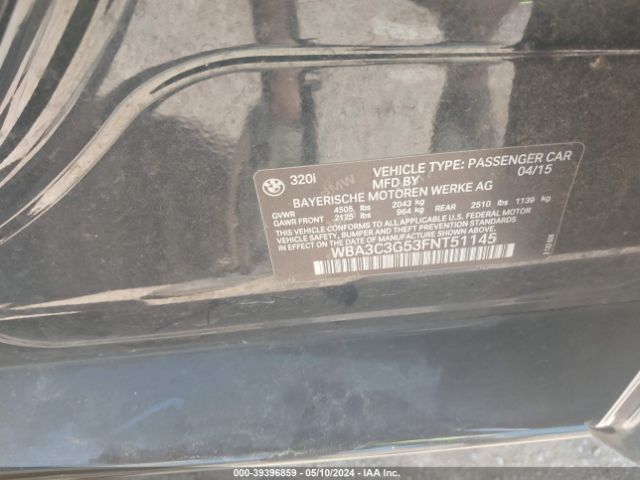 320i VEHICLE TYPE: PASSENGER CAR
MFD BY 04/15
BAYERISCHE MOTOREN WERKE AG
GVWR 4505 lbs 2043 kg
GAWR FRONT 2125 lbs 964 kg REAR 2510 lbs 1139 kg
THIS VEHICLE CONFORMS TO ALL APPLICABLE U.S. FEDERAL MOTOR
VEHICLE SAFETY, BUMPER, AND THEFT PREVENTION STANDARDS IN
EFFECT ON THE DATE OF MANUFACTURE SHOWN ABOVE.
WBA3C3G53FNT51145
000-39396859 - 05/10/2024 - IAA Inc.